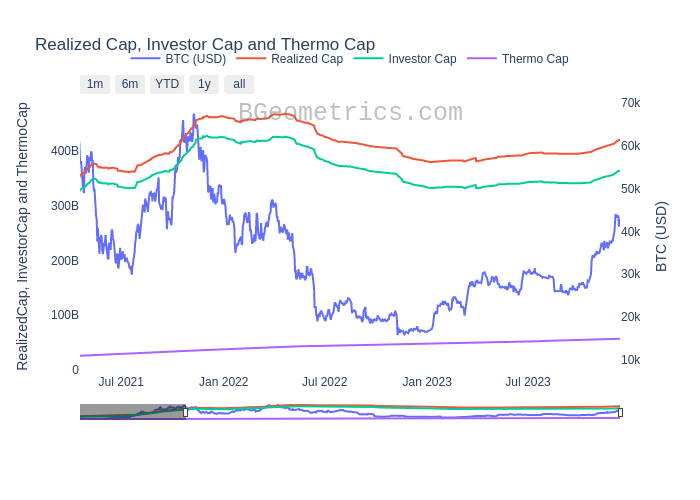 Realized Cap, Investor Cap and Thermo Cap
BTC (USD) Realized Cap Investor Cap Thermo Cap
1m 6m YTD 1y all
BGeometrics.com
RealizedCap, InvestorCap and ThermoCap
400B
300B
200B
100B
0
70k
60k
50k
40k
30k
20k
10k
BTC (USD)
Jul 2021 Jan 2022 Jul 2022 Jan 2023 Jul 2023